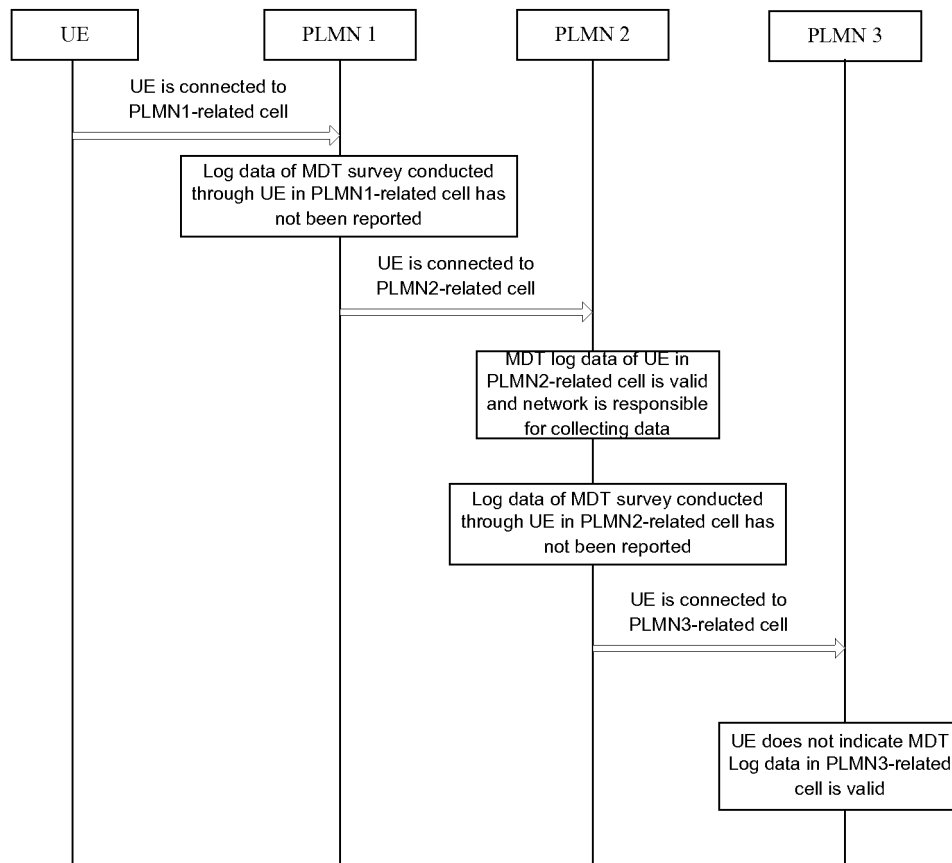 UE
PLMN 1
PLMN 2
PLMN 3
UE is connected to
PLMN1-related cell
Log data of MDT survey conducted
through UE in PLMN1-related cell has
not been reported
UE is connected to
PLMN2-related cell
MDT log data of UE in
PLMN2-related cell is valid
and network is responsible
for collecting data
Log data of MDT survey conducted
through UE in PLMN2-related cell has
not been reported
UE is connected to
PLMN3-related cell
UE does not indicate MDT
Log data in PLMN3-related
cell is valid